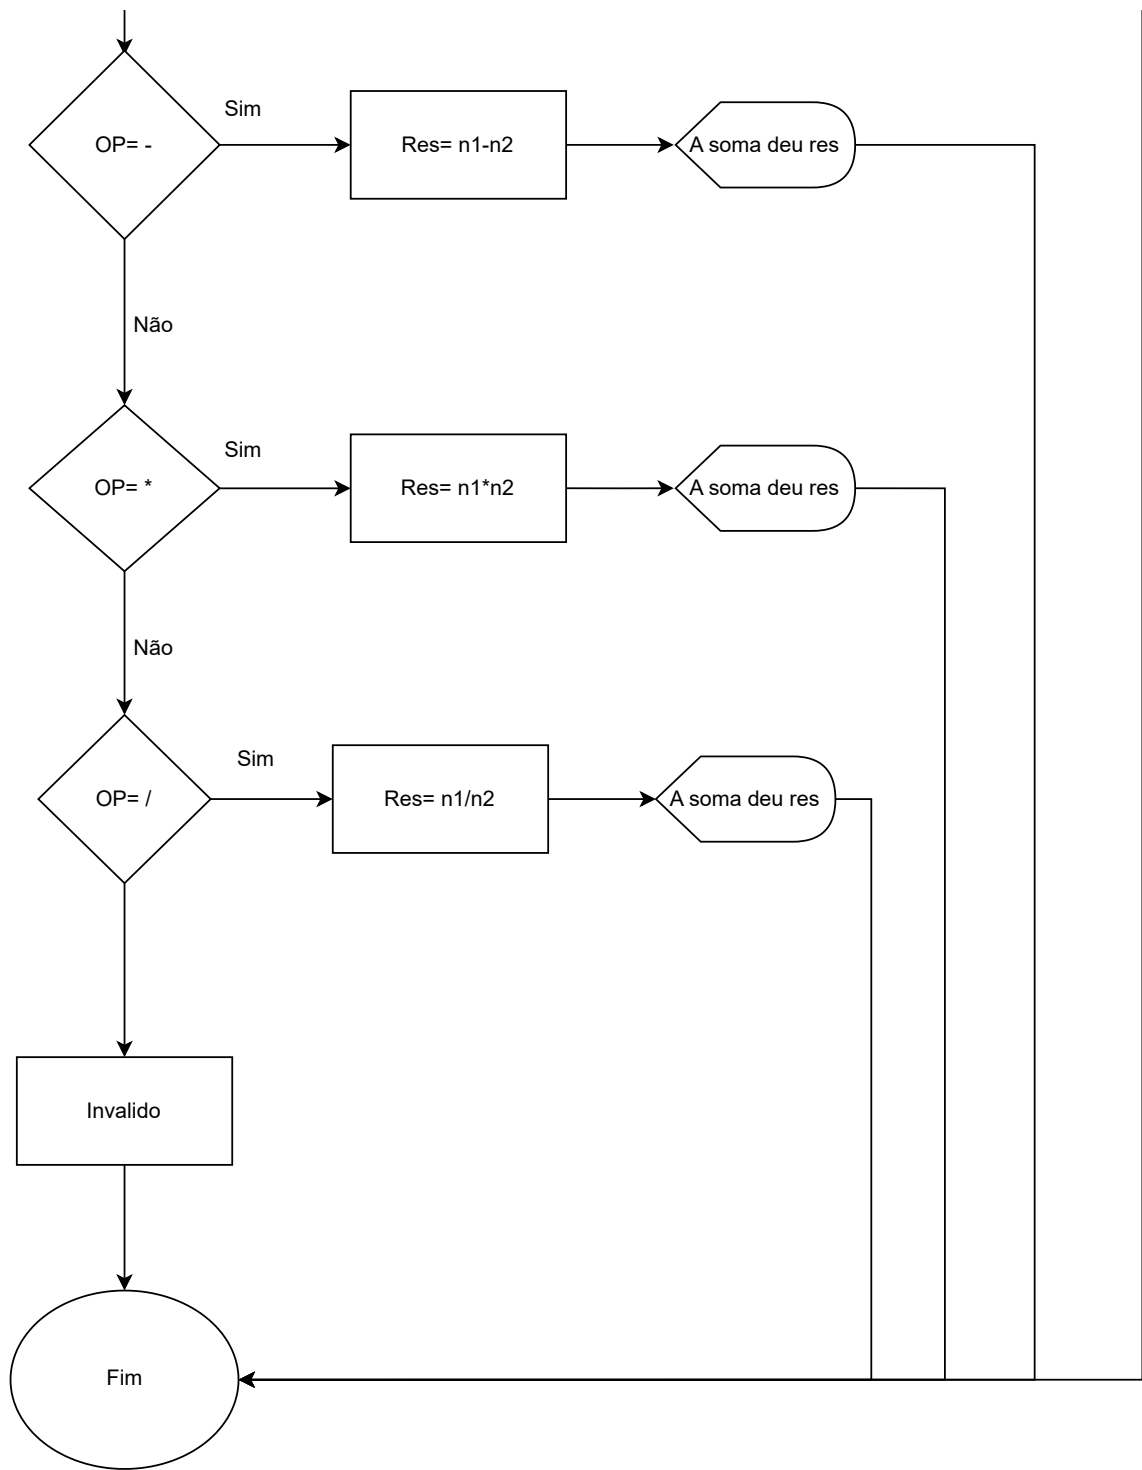 Sim
OP= -
Res= n1-n2
A soma deu res
Não
Sim
OP= *
Res= n1*n2
A soma deu res
Não
Sim
OP= /
Res= n1/n2
A soma deu res
Invalido
Fim